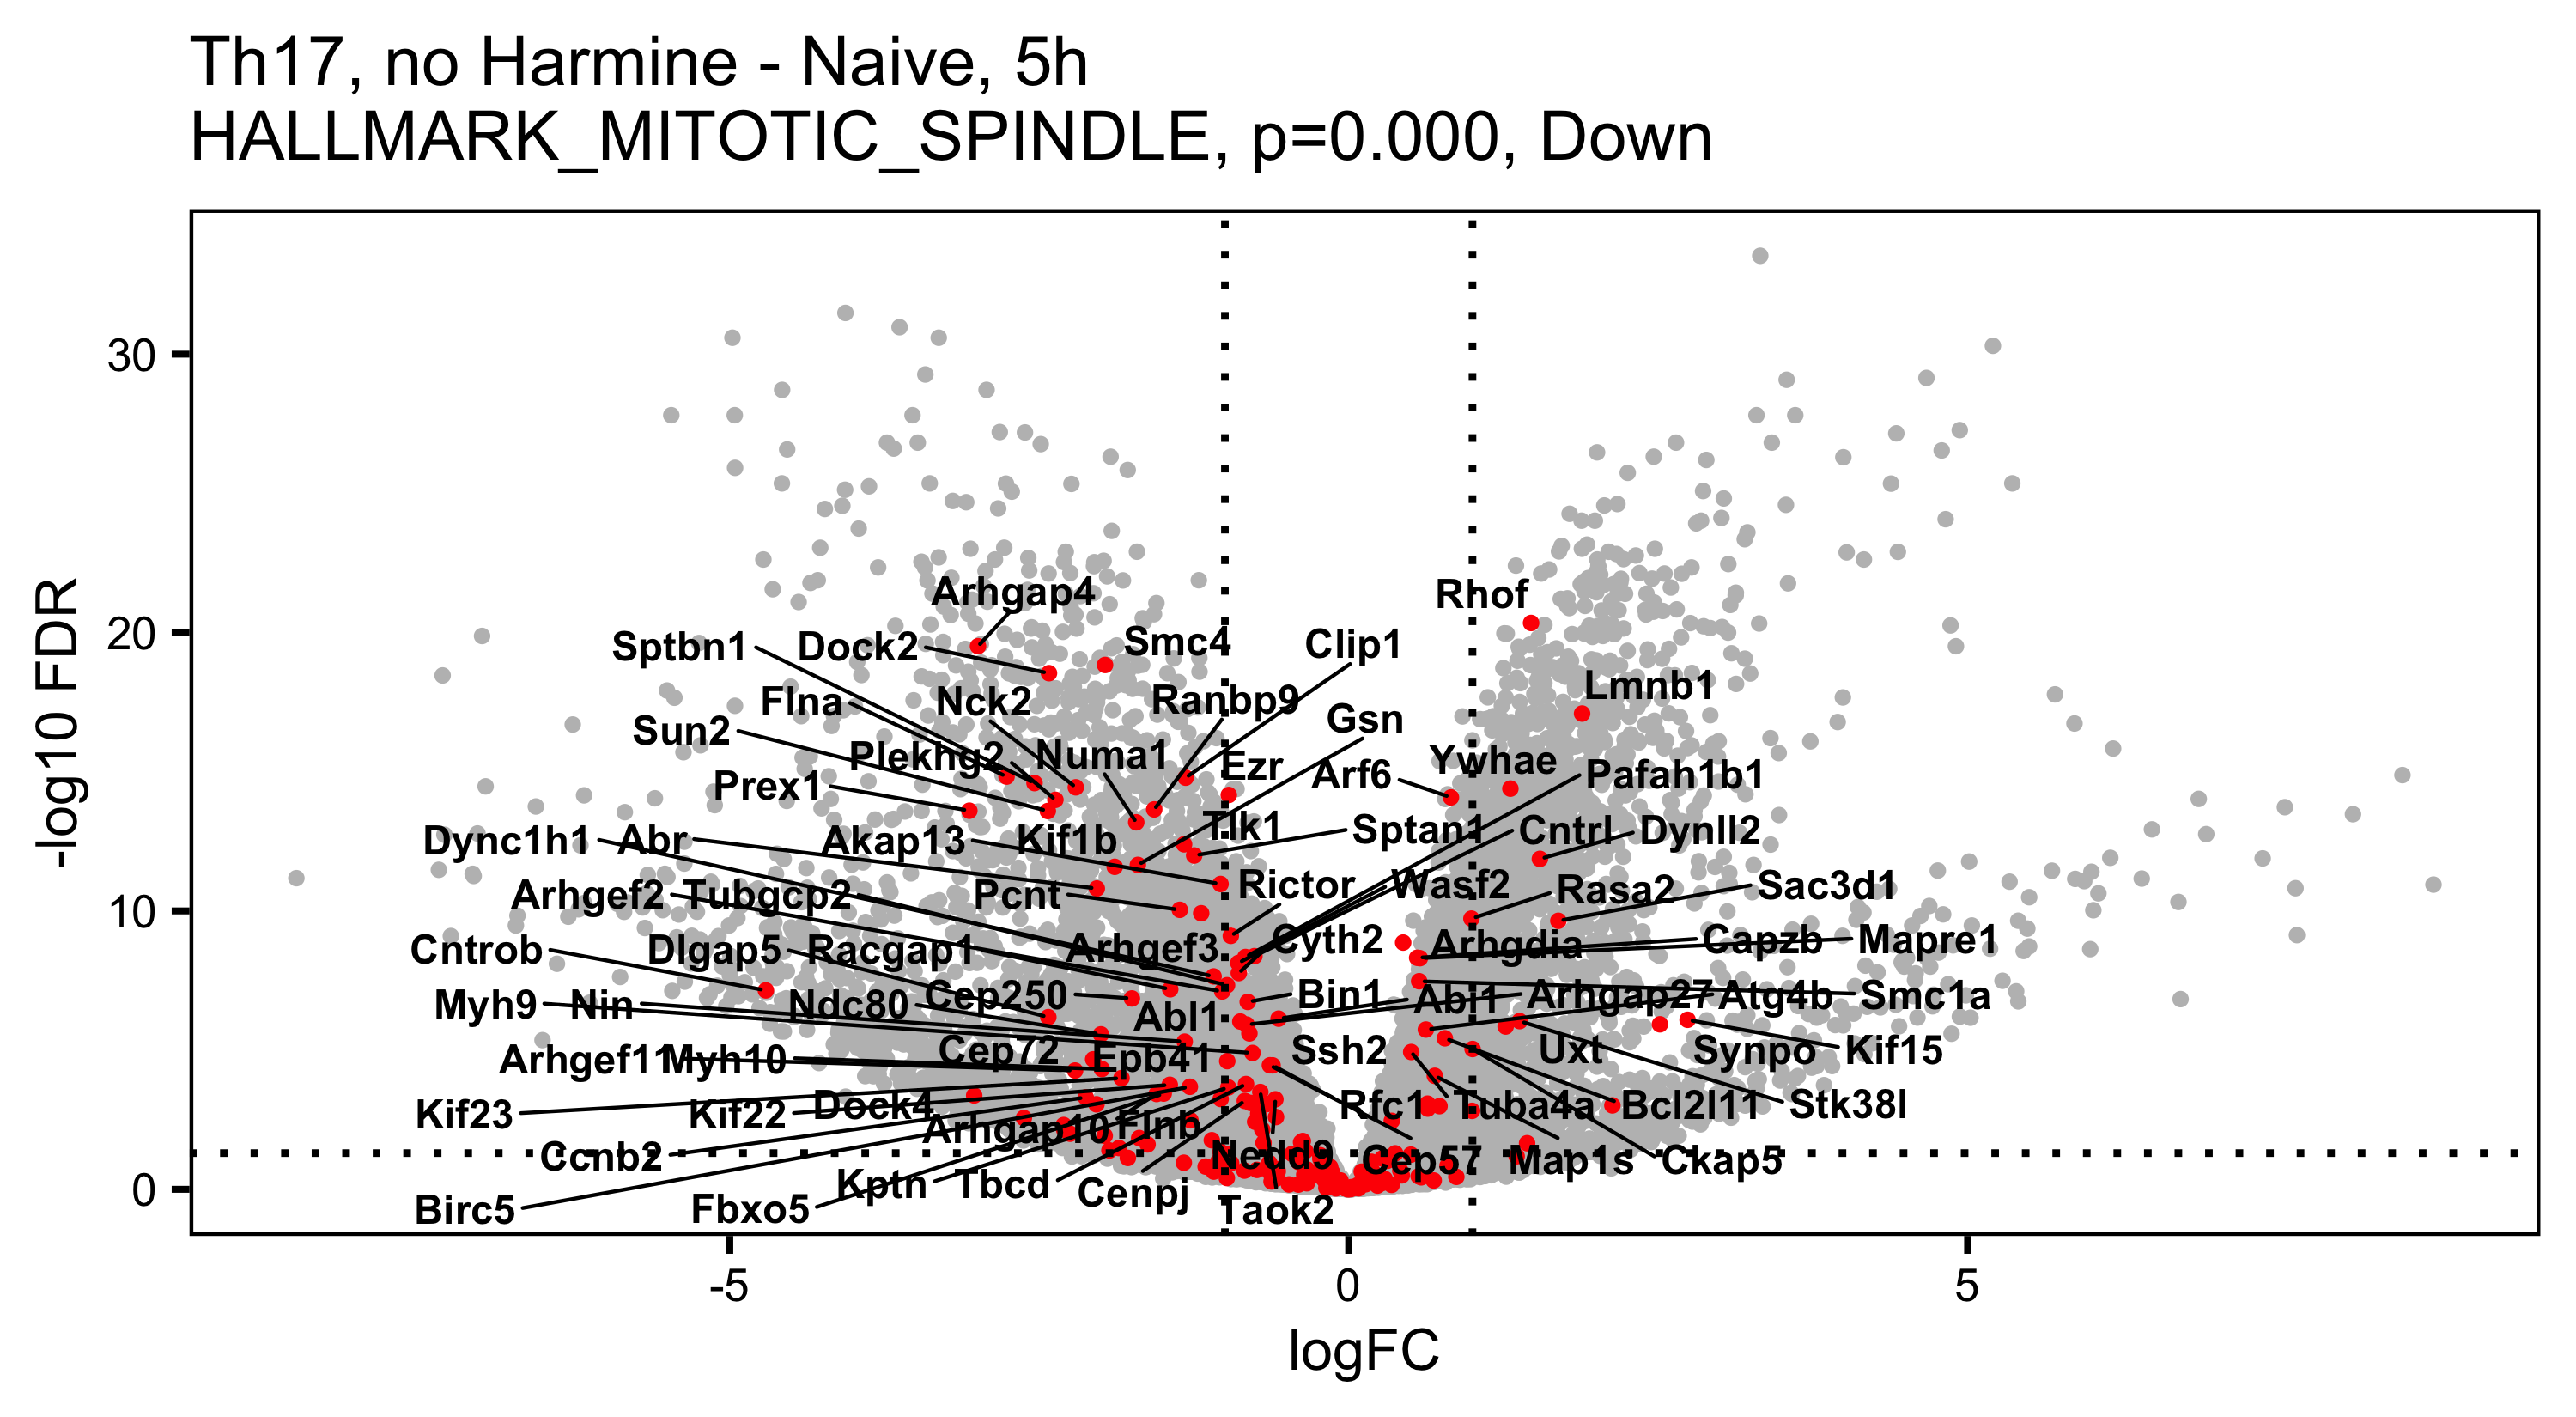 Th17, no Harmine - Naive, 5h
HALLMARK_MITOTIC_SPINDLE, p=0.000, Down
-log10 FDR
30
20
10
0
Arhgap4
Rhof
Sptbn1 Dock2 Smc4 Clip1
Flna Nck2 Ranbp9 Lmnb1
Sun2 Gsn
Plekhg2 Numa1 Ezr Ywhae
Prex1 Arf6 Pafah1b1
Dync1h1 Abr Akap13 Kif1b Tlk1 Sptan1 Cntrl Dynll2
Arhgef2 Tubgcp2 Pcnt Rictor Wasf2 Rasa2 Sac3d1
Cntrob Dlgap5 Racgap1 Arhgef3 Cyth2 Arhgdia Capzb Mapre1
Myh9 Nin Ndc80 Cep250 Abl1 Bin1 Abi1 Arhgap27 Atg4b Smc1a
Arhgef11 Myh10 Cep72 Epb41 Ssh2 Uxt Synpo Kif15
Kif23 Kif22 Dock4 Arhgap10 Flnb Rfc1 Tuba4a Bcl2l11 Stk38l
Ccnb2 Nedd9 Cep57 Map1s Ckap5
Birc5 Fbxo5 Kptn Tbcd Cenpj Taok2
-5 0 5
logFC